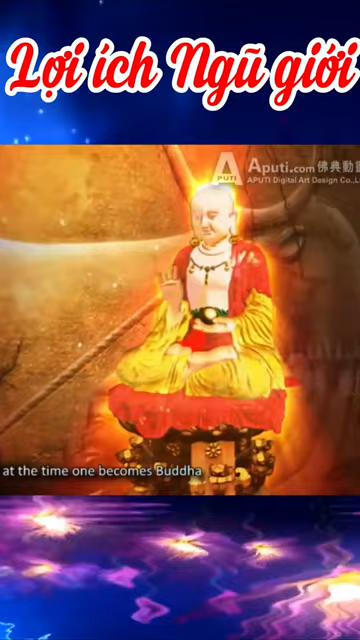 Lợi ích Ngũ giới
Aputi.com 佛典動畫
APUTI
APUTI Digital Art Design Co.,L
at the time one becomes Buddha